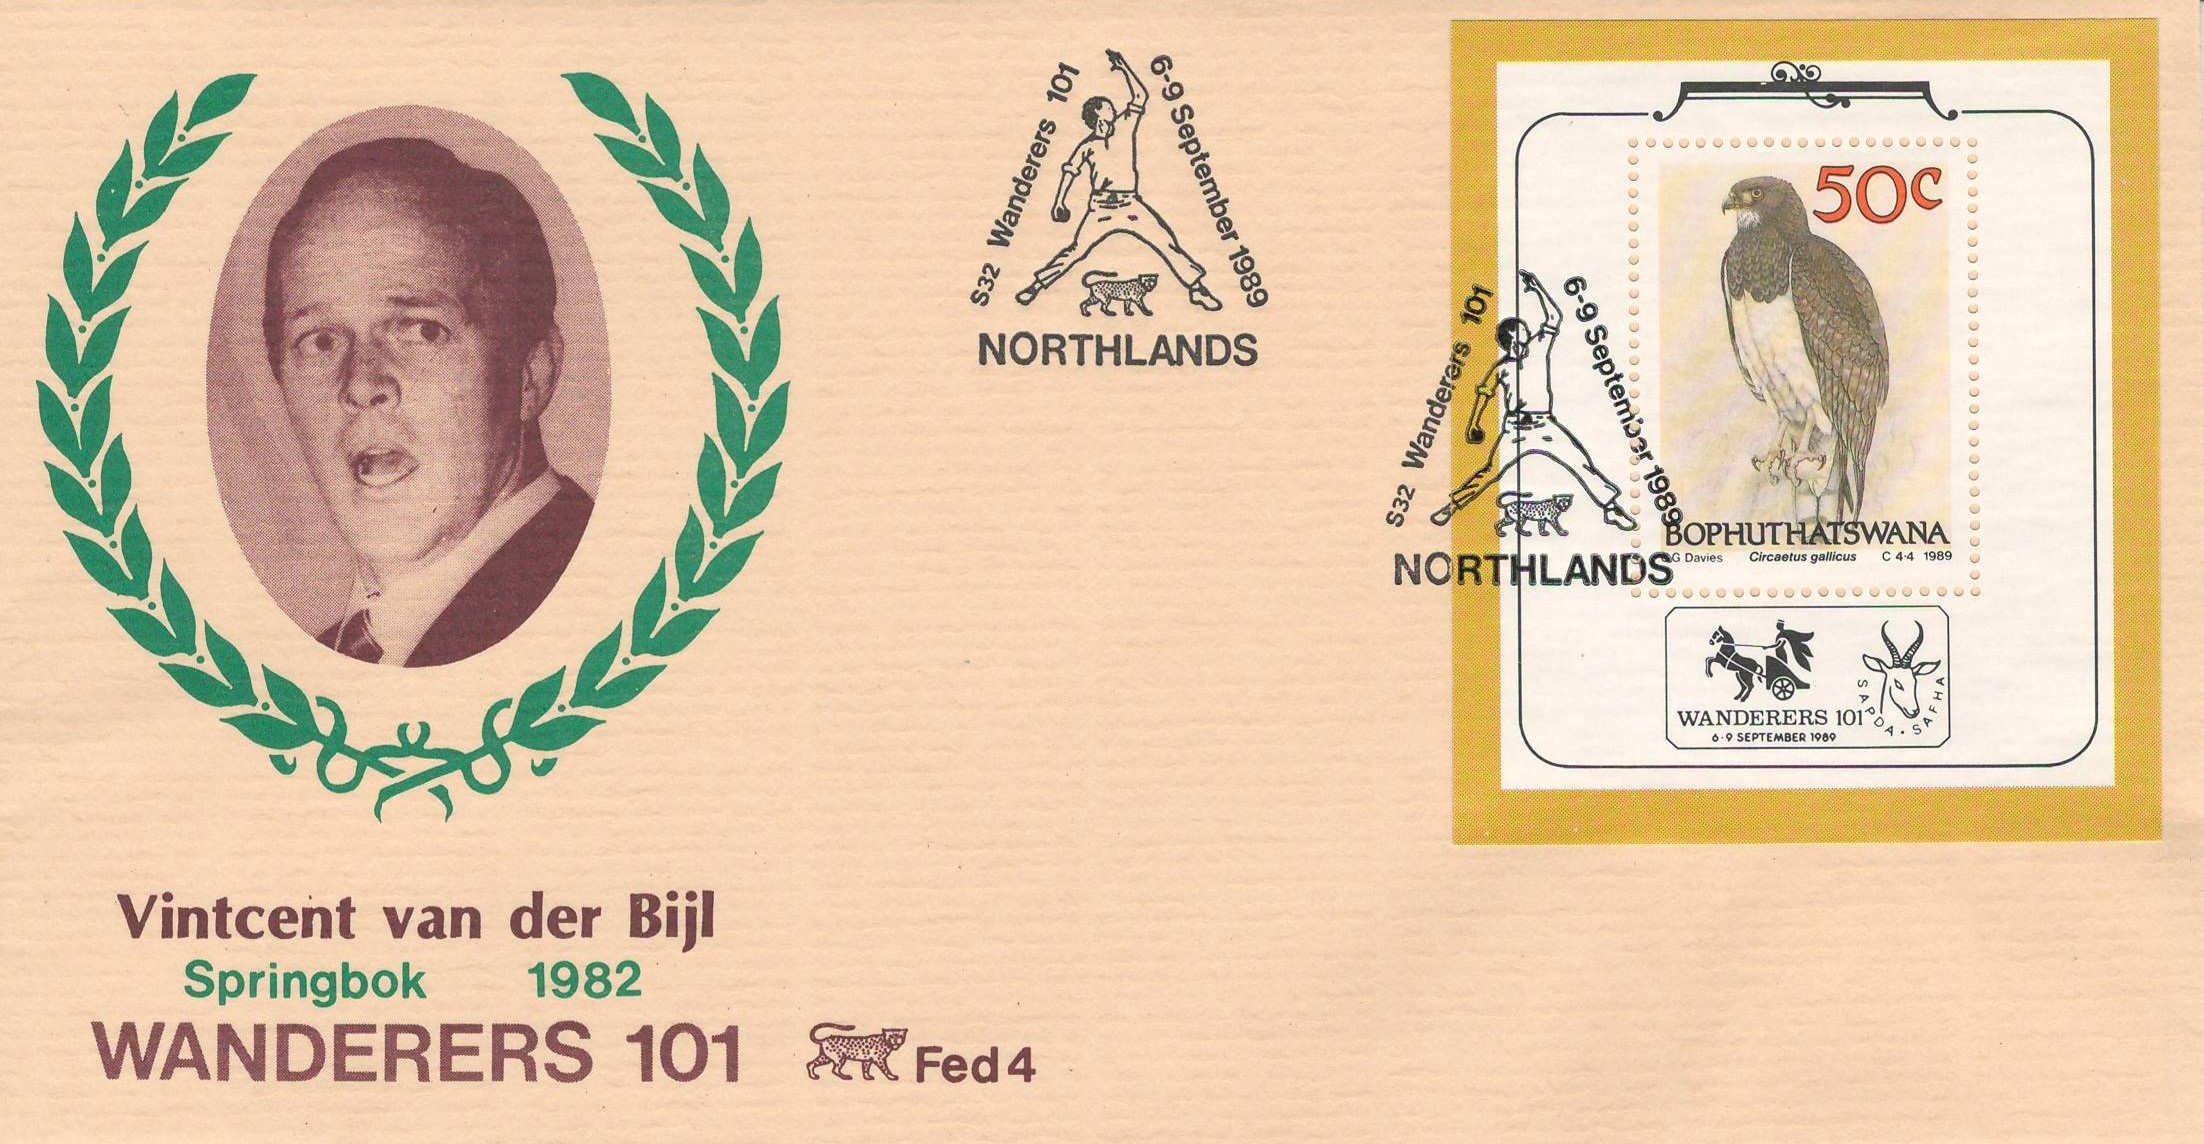 S32 Wanderers 101
6-9 September 1989
NORTHLANDS
S32 Wanderers 101
6-9 September 1989
NORTHLANDS
50c
BOPHUTHATSWANA
G Davies Circaetus gallicus C 4·4 1989
WANDERERS 101
6-9 SEPTEMBER 1989
SAPDA · SAFHA
Vintcent van der Bijl
Springbok 1982
WANDERERS 101 Fed 4